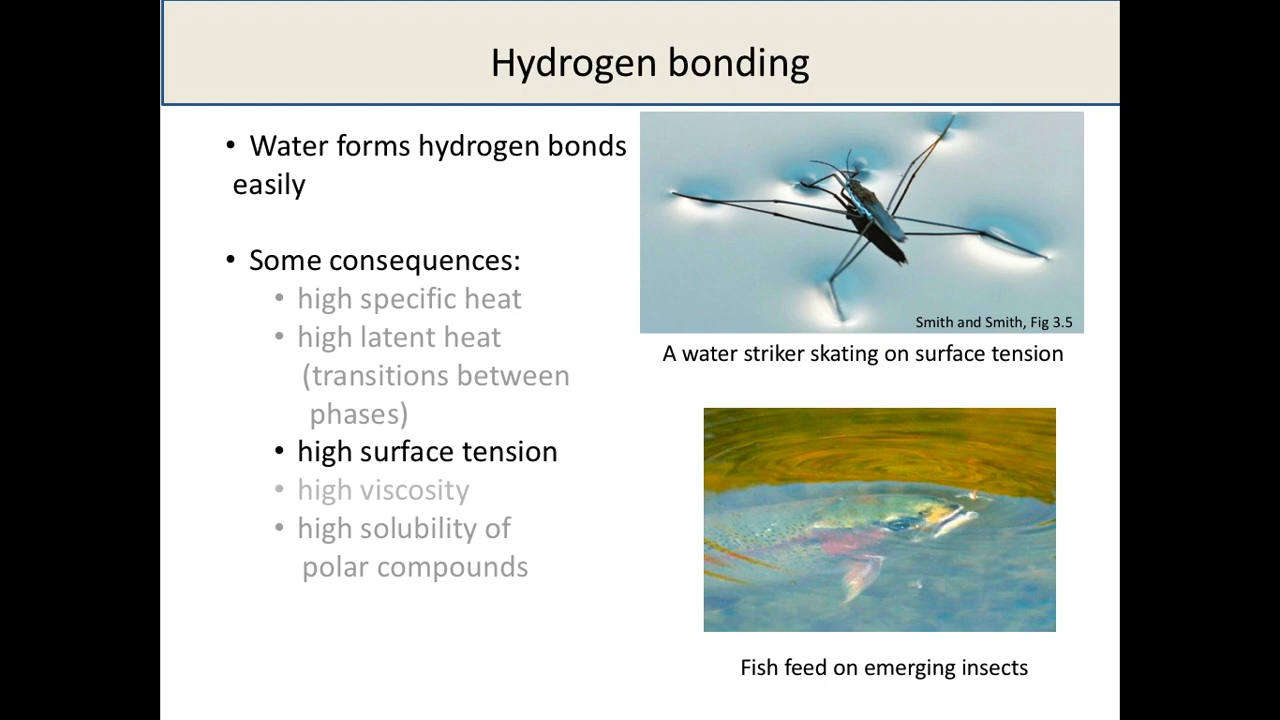 Hydrogen bonding
• Water forms hydrogen bonds
easily
• Some consequences:
• high specific heat
• high latent heat
(transitions between
phases)
• high surface tension
• high viscosity
• high solubility of
polar compounds
Smith and Smith, Fig 3.5
A water striker skating on surface tension
Fish feed on emerging insects